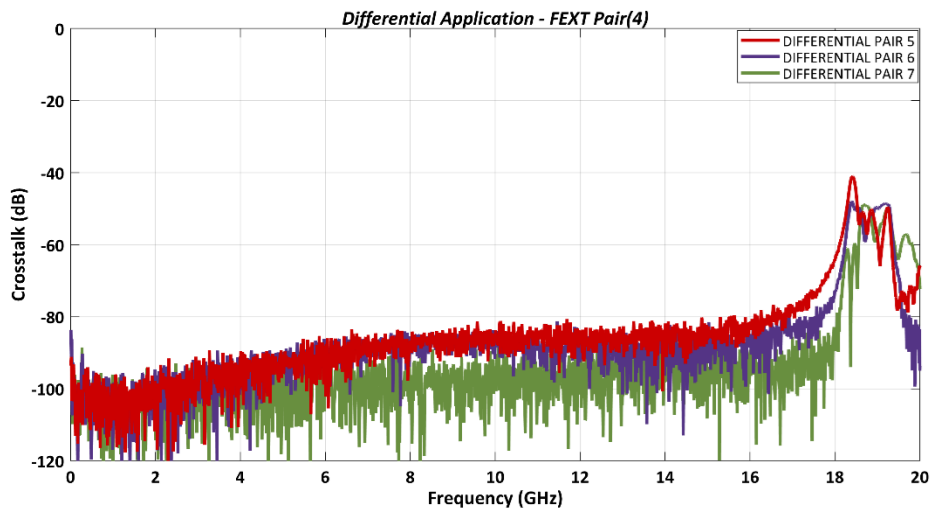 Differential Application - FEXT Pair(4)
DIFFERENTIAL PAIR 5
DIFFERENTIAL PAIR 6
DIFFERENTIAL PAIR 7
Crosstalk (dB)
0
-20
-40
-60
-80
-100
-120
0 2 4 6 8 10 12 14 16 18 20
Frequency (GHz)